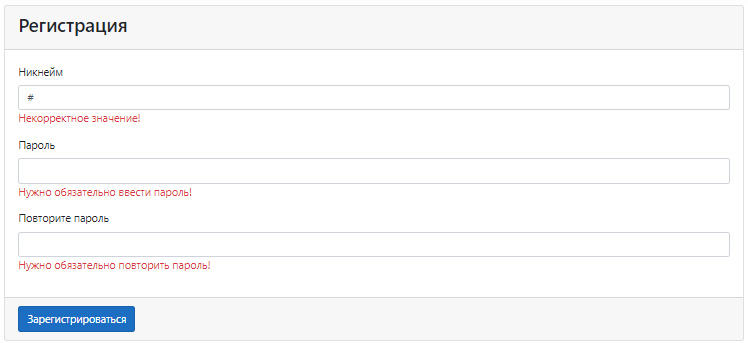 Регистрация
Никнейм
#
Некорректное значение!
Пароль
Нужно обязательно ввести пароль!
Повторите пароль
Нужно обязательно повторить пароль!
Зарегистрироваться